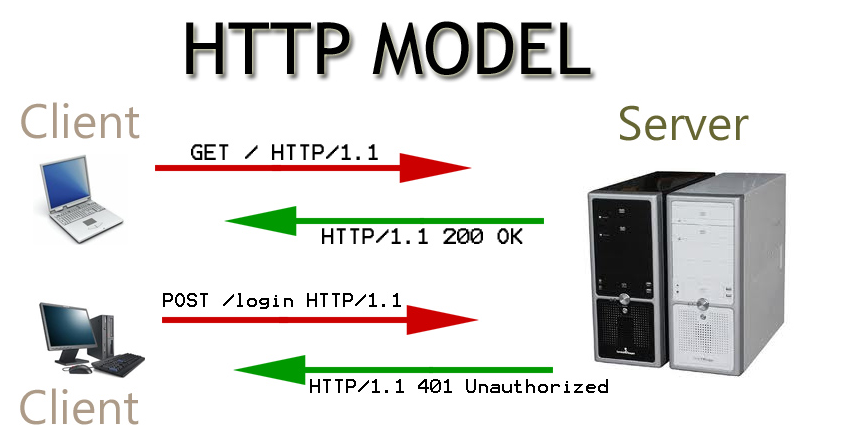 HTTP MODEL
Client
Server
GET / HTTP/1.1
HTTP/1.1 200 OK
POST /login HTTP/1.1
HTTP/1.1 401 Unauthorized
Client